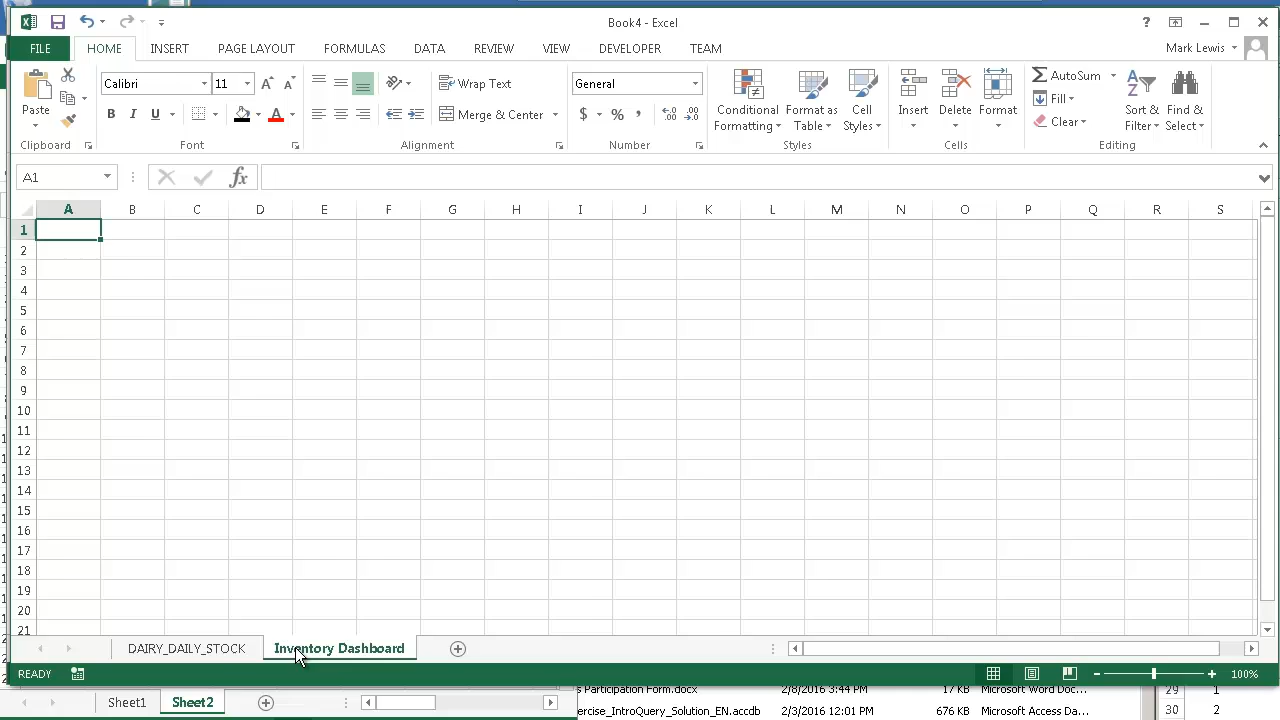 Book4 - Excel
FILE HOME INSERT PAGE LAYOUT FORMULAS DATA REVIEW VIEW DEVELOPER TEAM Mark Lewis
Paste
Clipboard
Calibri 11
B I U
Font
Wrap Text
Merge & Center
Alignment
General
$ % ,
Number
Conditional Formatting
Format as Table
Cell Styles
Styles
Insert Delete Format
Cells
AutoSum
Fill
Clear
Sort & Filter
Find & Select
Editing
A1 fx
A B C D E F G H I J K L M N O P Q R S
1
2
3
4
5
6
7
8
9
10
11
12
13
14
15
16
17
18
19
20
21
DAIRY_DAILY_STOCK Inventory Dashboard
READY 100%
Sheet1 Sheet2
s Participation Form.docx 2/8/2016 3:44 PM 17 KB Microsoft Word Doc... 29 1
ercise_IntroQuery_Solution_EN.accdb 2/3/2016 12:01 PM 676 KB Microsoft Access Da... 30 2